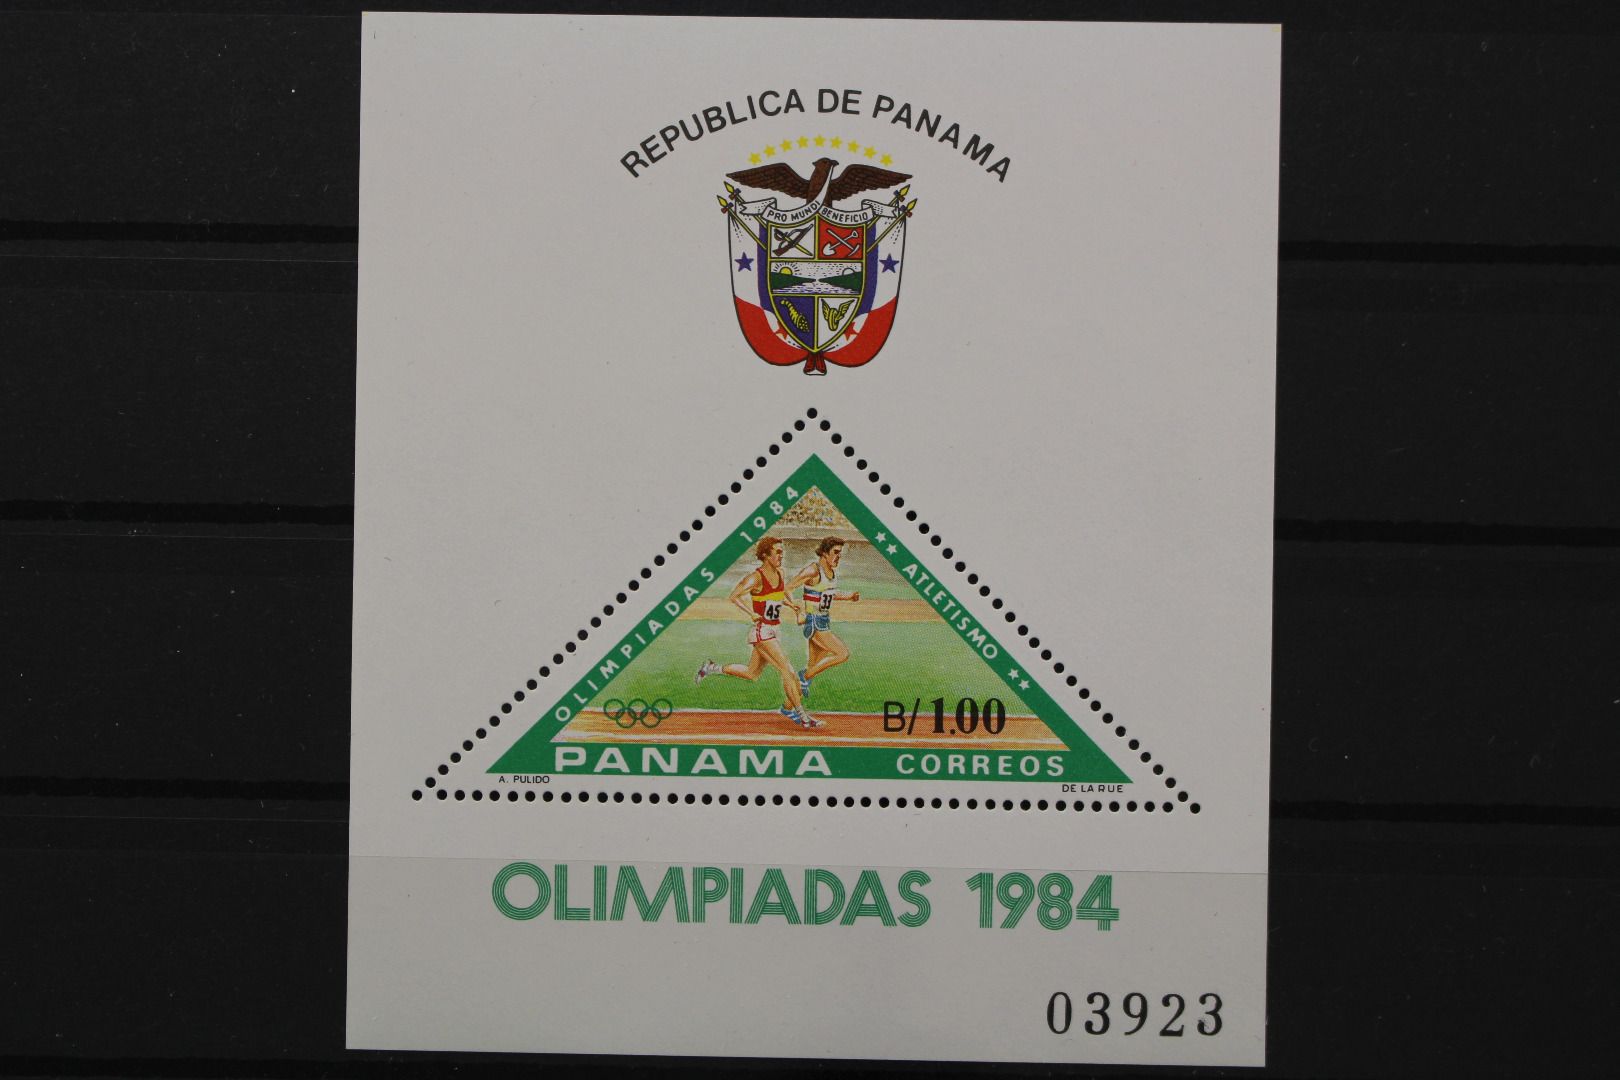 REPUBLICA DE PANAMA
PRO MUNDI BENEFICIO
OLIMPIADAS 1984
ATLETISMO
45
33
B/1.00
PANAMA CORREOS
A. PULIDO
DE LA RUE
OLIMPIADAS 1984
03923